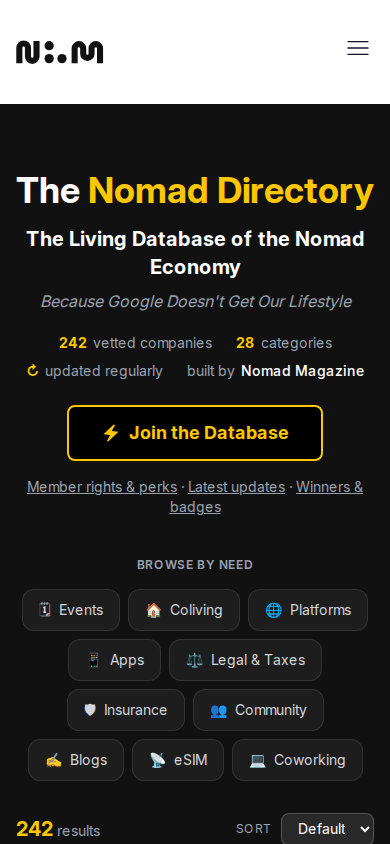 N:.M
The Nomad Directory
The Living Database of the Nomad
Economy
Because Google Doesn't Get Our Lifestyle
242 vetted companies 28 categories
↻ updated regularly built by Nomad Magazine
⚡ Join the Database
Member rights & perks · Latest updates · Winners &
badges
BROWSE BY NEED
Events Coliving Platforms
Apps Legal & Taxes
Insurance Community
Blogs eSIM Coworking
242 results SORT Default